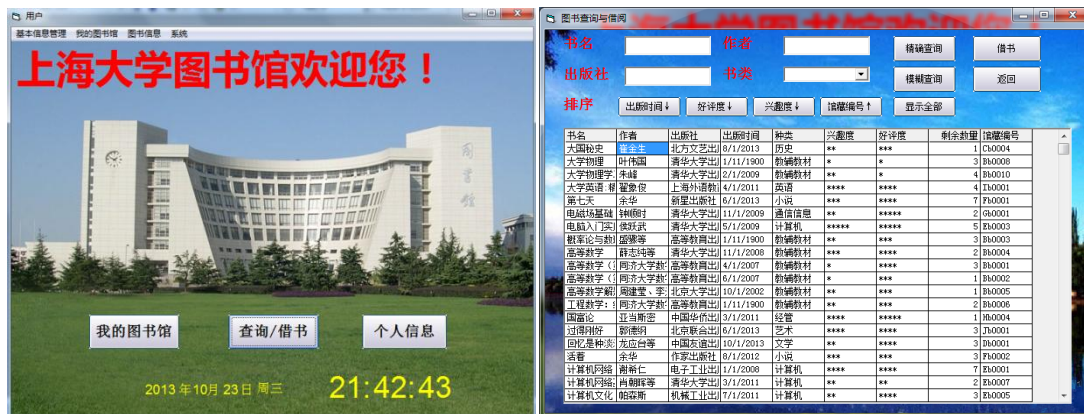 用户
基本信息管理 我的图书馆 图书信息 系统
上海大学图书馆欢迎您！
图书馆
我的图书馆 查询/借书 个人信息
2013年10月 23日 周三 21:42:43
图书查询与借阅
书名 作者 精确查询 借书
出版社 书类 模糊查询 返回
排序 出版时间↓ 好评度↓ 兴趣度↓ 馆藏编号↑ 显示全部
书名 作者 出版社 出版时间 种类 兴趣度 好评度 剩余数量 馆藏编号
大国秘史 崔金生 北方文艺出 8/1/2013 历史 ** *** 1 Cb0004
大学物理 叶伟国 清华大学出 1/11/1900 教辅教材 * * 3 Bb0008
大学物理学. 朱峰 清华大学出 2/1/2009 教辅教材 ** * 4 Bb0010
大学英语:精 翟象俊 上海外语教 4/1/2011 英语 **** **** 4 Ib0001
第七天 余华 新星出版社 6/1/2013 小说 *** **** 7 Fb0001
电磁场基础 钟顺时 清华大学出 11/1/2009 通信信息 ** ***** 2 Gb0001
电脑入门实 侯跃武 清华大学出 5/1/2009 计算机 ***** ***** 5 Eb0003
概率论与数 盛骤等 高等教育出 1/11/1900 教辅教材 ** *** 3 Bb0003
高等数学 薛志纯等 清华大学出 11/1/2008 教辅教材 *** **** 2 Bb0004
高等数学( 同济大学数 高等教育出 4/1/2007 教辅教材 * **** 3 Bb0001
高等数学( 同济大学数 高等教育出 6/1/2007 教辅教材 * *** 1 Bb0002
高等数学解 周建莹、李 北京大学出 10/1/2002 教辅教材 ** **** 1 Bb0005
工程数学: 同济大学数 高等教育出 1/11/1900 教辅教材 ** **** 2 Bb0006
国富论 亚当斯密 中国华侨出 3/1/2011 经管 **** ***** 1 Hb0004
过得刚好 郭德纲 北京联合出 6/1/2013 艺术 **** **** 3 Jb0001
回忆是种淡 龙应台等 中国友谊出 10/1/2013 文学 ** **** 3 Db0001
活着 余华 作家出版社 8/1/2012 小说 *** *** 3 Fb0002
计算机网络 谢希仁 电子工业出 1/1/2008 计算机 **** **** 7 Eb0001
计算机网络 肖朝晖等 清华大学出 3/1/2011 计算机 ** ** 2 Eb0007
计算机文化 帕森斯 机械工业出 7/1/2011 计算机 ** **** 3 Eb0005